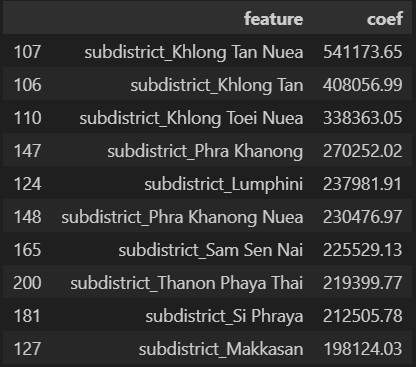 feature coef
107 subdistrict_Khlong Tan Nuea 541173.65
106 subdistrict_Khlong Tan 408056.99
110 subdistrict_Khlong Toei Nuea 338363.05
147 subdistrict_Phra Khanong 270252.02
124 subdistrict_Lumphini 237981.91
148 subdistrict_Phra Khanong Nuea 230476.97
165 subdistrict_Sam Sen Nai 225529.13
200 subdistrict_Thanon Phaya Thai 219399.77
181 subdistrict_Si Phraya 212505.78
127 subdistrict_Makkasan 198124.03